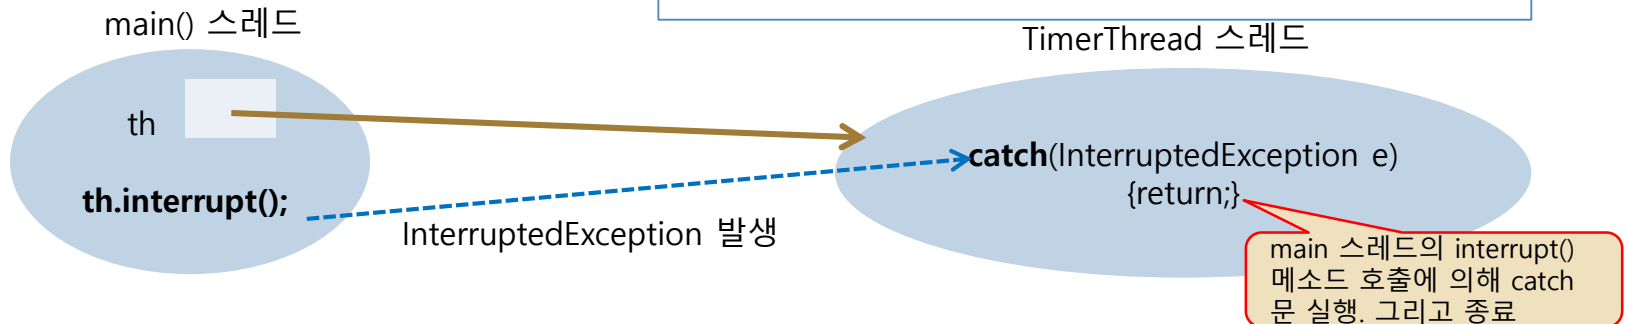 main() 스레드
TimerThread 스레드
th
th.interrupt();
catch(InterruptedException e)
{return;}
InterruptedException 발생
main 스레드의 interrupt()
메소드 호출에 의해 catch
문 실행. 그리고 종료